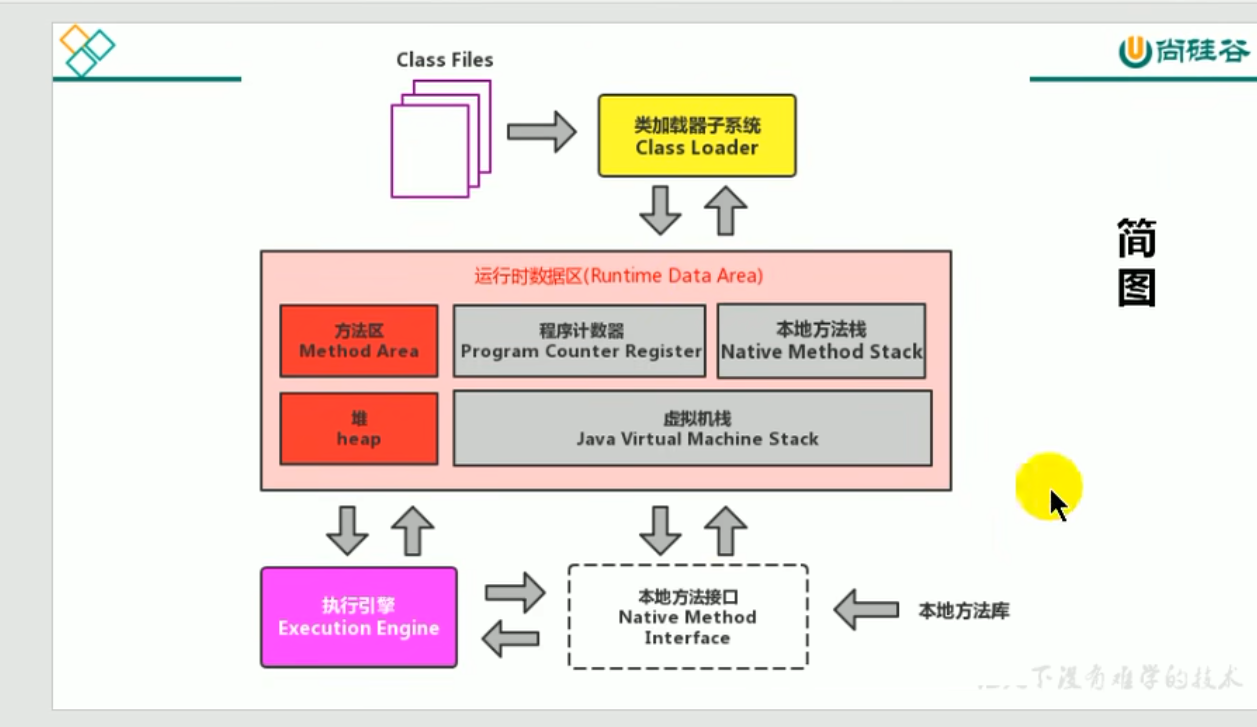 尚硅谷
Class Files
类加载器子系统
Class Loader
简
图
运行时数据区(Runtime Data Area)
方法区
Method Area
程序计数器
Program Counter Register
本地方法栈
Native Method Stack
堆
heap
虚拟机栈
Java Virtual Machine Stack
执行引擎
Execution Engine
本地方法接口
Native Method
Interface
本地方法库
下没有难学的技术